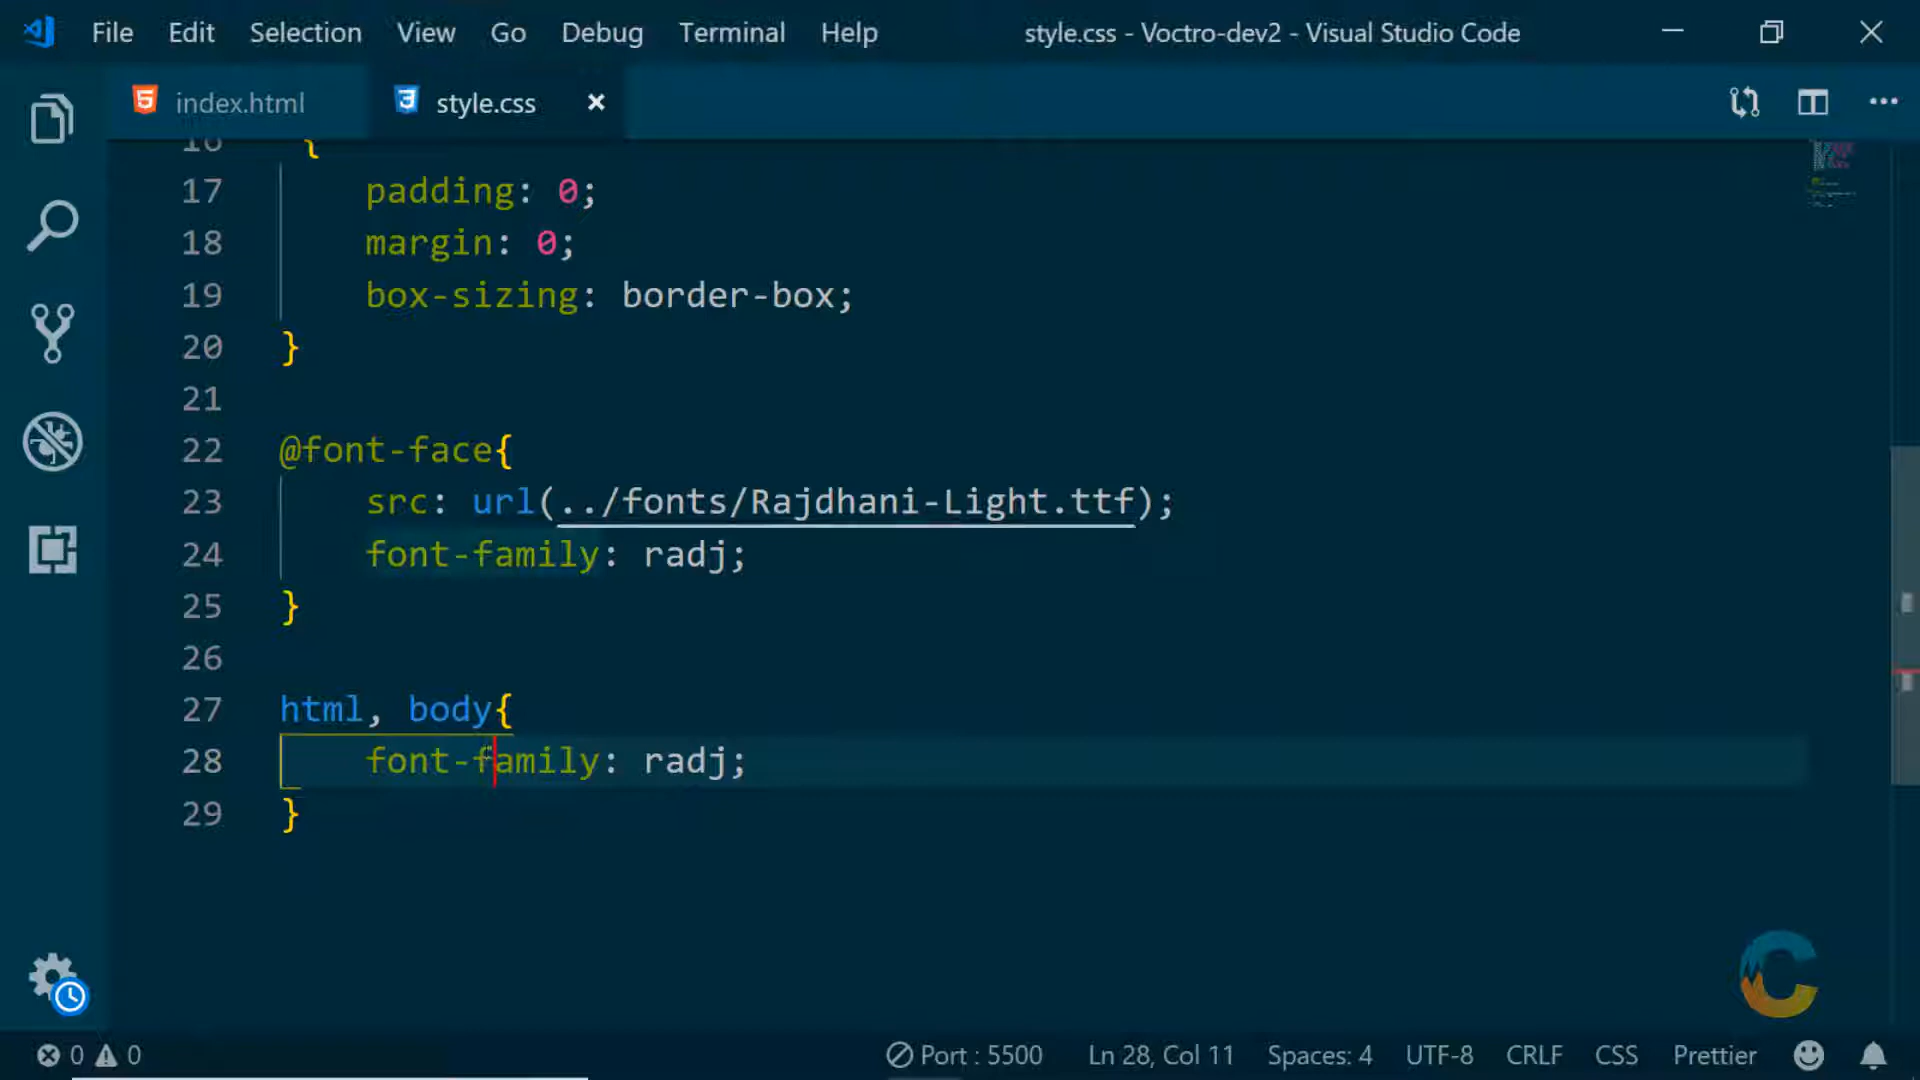 File Edit Selection View Go Debug Terminal Help style.css - Voctro-dev2 - Visual Studio Code
index.html style.css
16 {
17 padding: 0;
18 margin: 0;
19 box-sizing: border-box;
20 }
21
22 @font-face{
23 src: url(../fonts/Rajdhani-Light.ttf);
24 font-family: radj;
25 }
26
27 html, body{
28 font-family: radj;
29 }
0 0 Port : 5500 Ln 28, Col 11 Spaces: 4 UTF-8 CRLF CSS Prettier